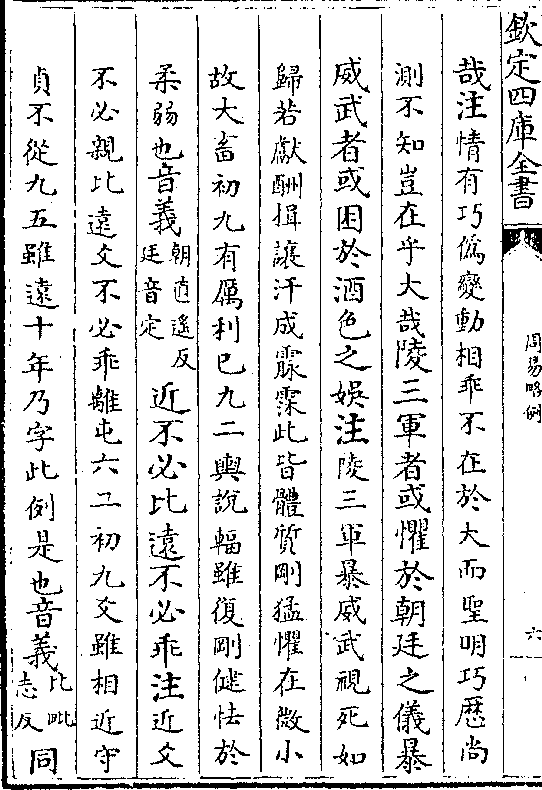 欽定四庫全書
周易略例
六
哉注情有巧偽變動相乖不在於大而聖明巧歷尚
測不知豈在乎大哉陵三軍者或懼於朝廷之儀暴
威武者或困於酒色之娛注陵三軍暴威武視死如
歸若獻酬揖讓汗成霢霂此皆體質剛猛懼在微小
故大畜初九有厲利已九二輿說輻雖復剛健怯於
柔弱也音義朝直遥反廷音定近不必比遠不必乖注近爻
不必親比遠爻不必乖離屯六二初九爻雖相近守
貞不從九五雖遠十年乃字此例是也音義比毗志反同